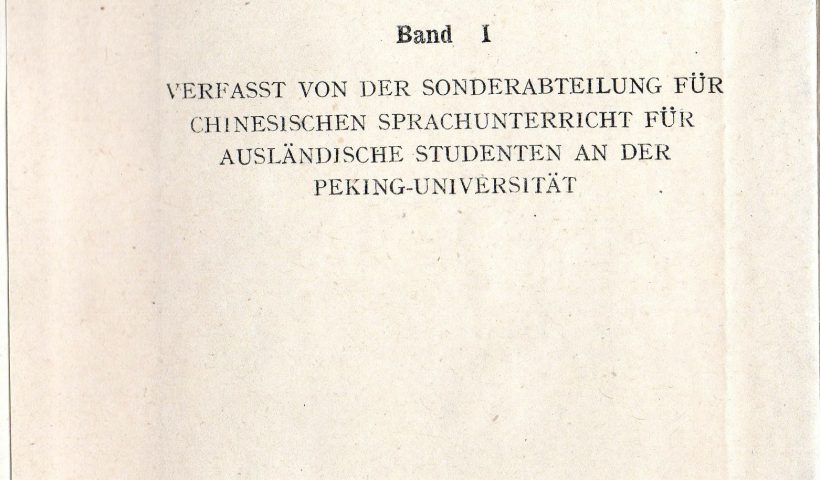 Band I
VERFASST VON DER SONDERABTEILUNG FÜR
CHINESISCHEN SPRACHUNTERRICHT FÜR
AUSLÄNDISCHE STUDENTEN AN DER
PEKING-UNIVERSITÄT